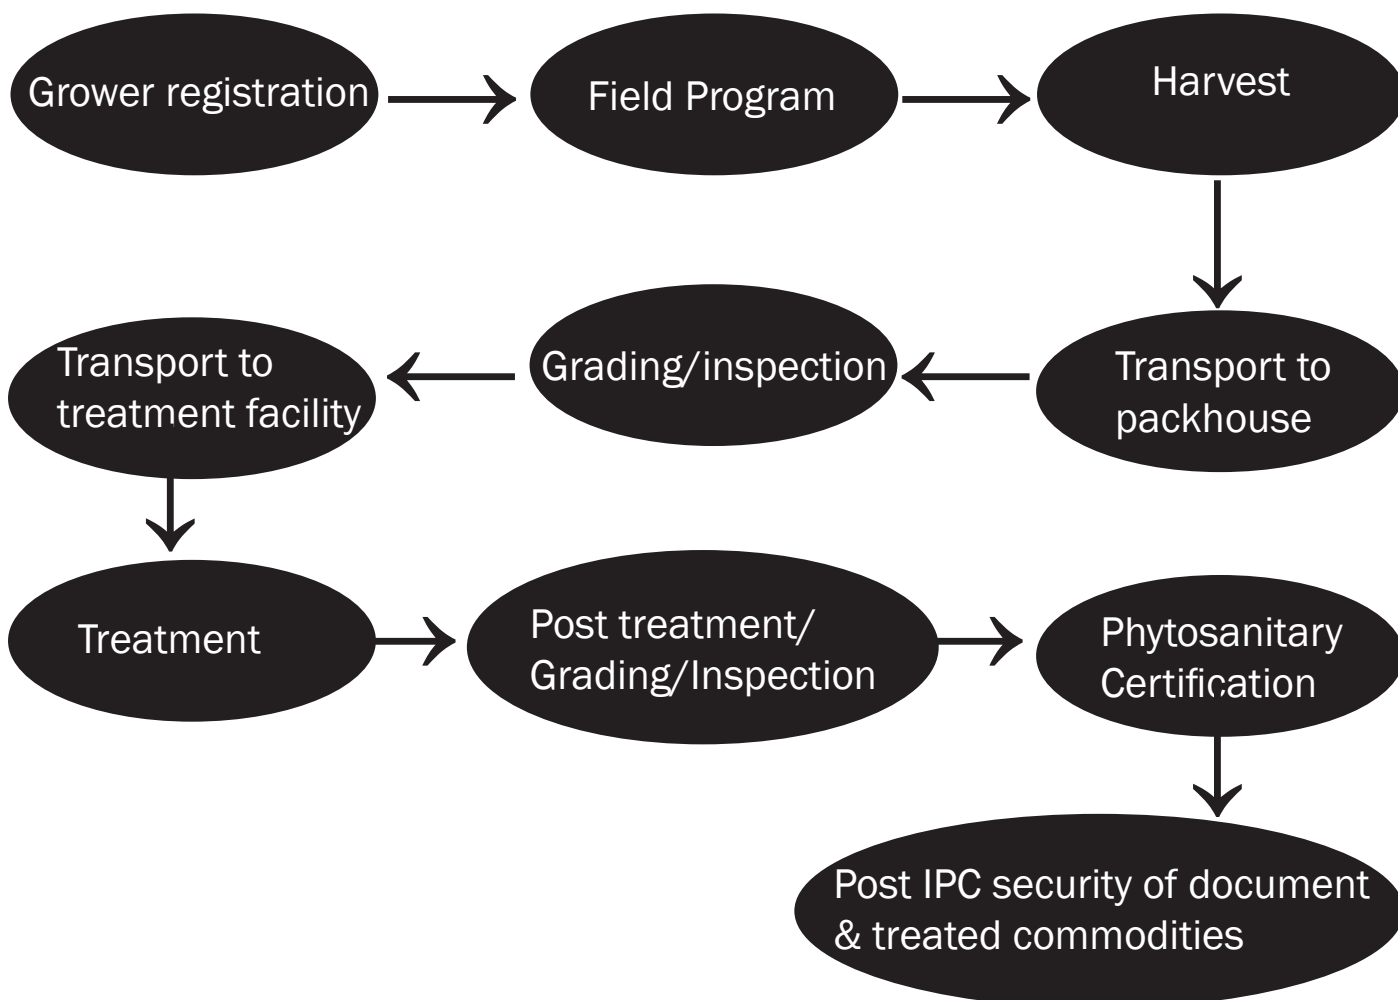 Grower registration
Field Program
Harvest
Transport to
packhouse
Grading/inspection
Transport to
treatment facility
Treatment
Post treatment/
Grading/Inspection
Phytosanitary
Certification
Post IPC security of document
& treated commodities